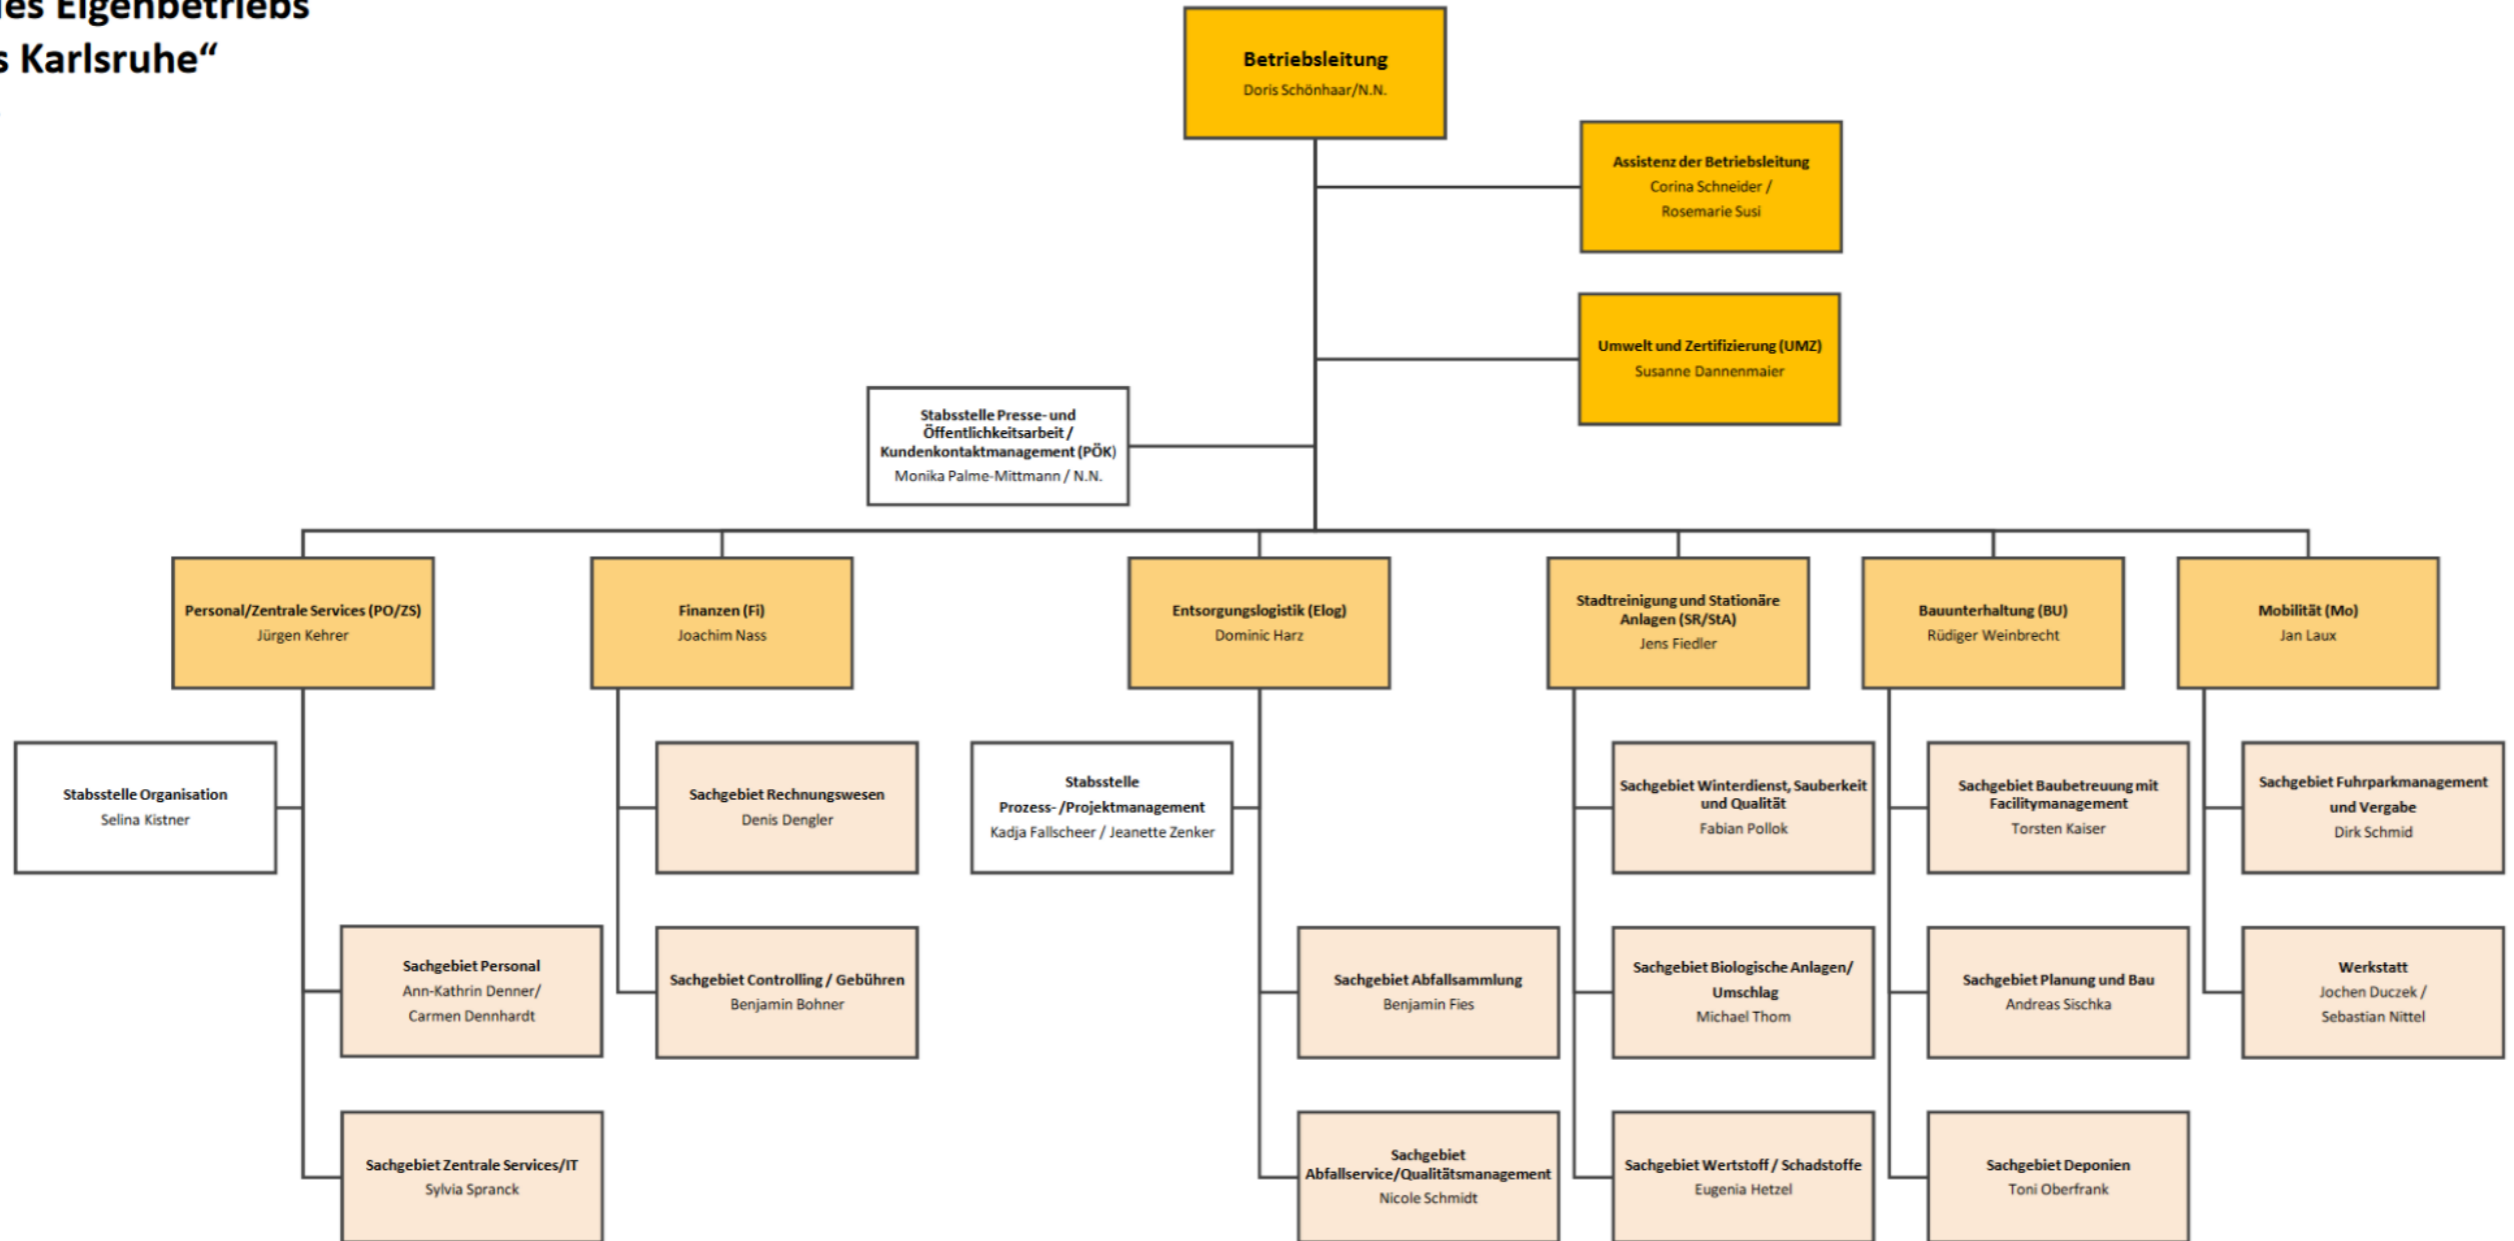 des Eigenbetriebs
s Karlsruhe“
Betriebsleitung
Doris Schönhaar/N.N.
Assistenz der Betriebsleitung
Corina Schneider /
Rosemarie Susi
Umwelt und Zertifizierung (UMZ)
Susanne Dannenmaier
Stabsstelle Presse- und
Öffentlichkeitsarbeit /
Kundenkontaktmanagement (PÖK)
Monika Palme-Mittmann / N.N.
Personal/Zentrale Services (PO/ZS)
Jürgen Kehrer
Finanzen (Fi)
Joachim Nass
Entsorgungslogistik (Elog)
Dominic Harz
Stadtreinigung und Stationäre
Anlagen (SR/StA)
Jens Fiedler
Bauunterhaltung (BU)
Rüdiger Weinbrecht
Mobilität (Mo)
Jan Laux
Stabsstelle Organisation
Selina Kistner
Sachgebiet Rechnungswesen
Denis Dengler
Stabsstelle
Prozess- /Projektmanagement
Kadja Fallscheer / Jeanette Zenker
Sachgebiet Winterdienst, Sauberkeit
und Qualität
Fabian Pollok
Sachgebiet Baubetreuung mit
Facilitymanagement
Torsten Kaiser
Sachgebiet Fuhrparkmanagement
und Vergabe
Dirk Schmid
Sachgebiet Personal
Ann-Kathrin Denner/
Carmen Dennhardt
Sachgebiet Controlling / Gebühren
Benjamin Bohner
Sachgebiet Abfallsammlung
Benjamin Fies
Sachgebiet Biologische Anlagen/
Umschlag
Michael Thom
Sachgebiet Planung und Bau
Andreas Sischka
Werkstatt
Jochen Duczek /
Sebastian Nittel
Sachgebiet Zentrale Services/IT
Sylvia Spranck
Sachgebiet
Abfallservice/Qualitätsmanagement
Nicole Schmidt
Sachgebiet Wertstoff / Schadstoffe
Eugenia Hetzel
Sachgebiet Deponien
Toni Oberfrank